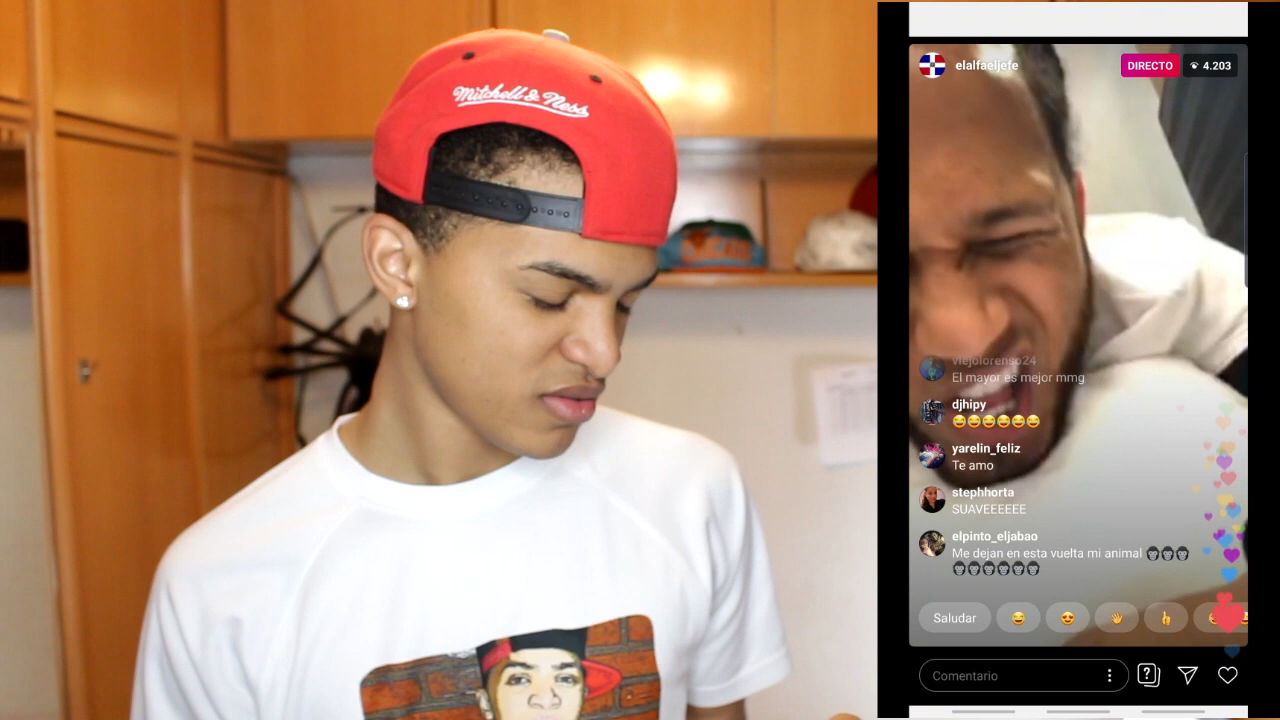 Mitchell & Ness
elalfaeljefe
DIRECTO
4.203
viejolorenso24
El mayor es mejor mmg
djhipy
😂😂😂😂😂😂
yarelin_feliz
Te amo
stephhorta
SUAVEEEEEE
elpinto_eljabao
Me dejan en esta vuelta mi animal 🐵🐵🐵
🐵🐵🐵🐵🐵🐵
Saludar
Comentario